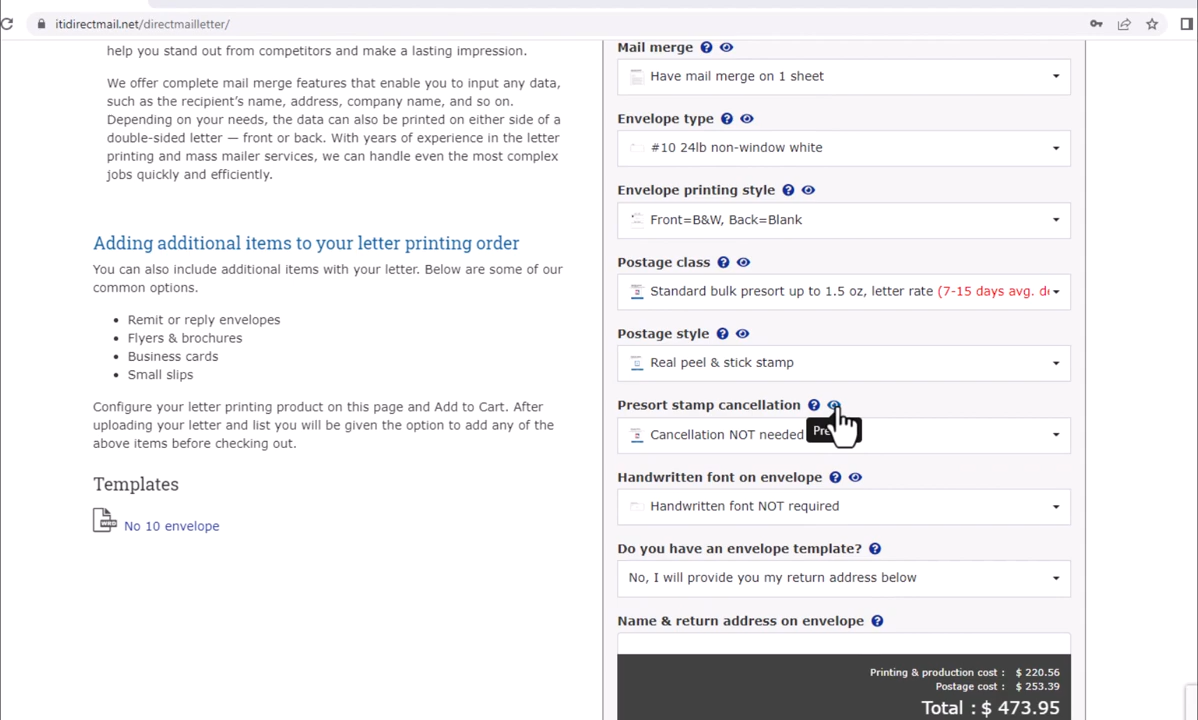 itidirectmail.net/directmailletter/
help you stand out from competitors and make a lasting impression.
We offer complete mail merge features that enable you to input any data,
such as the recipient's name, address, company name, and so on.
Depending on your needs, the data can also be printed on either side of a
double-sided letter — front or back. With years of experience in the letter
printing and mass mailer services, we can handle even the most complex
jobs quickly and efficiently.
Adding additional items to your letter printing order
You can also include additional items with your letter. Below are some of our
common options.
Remit or reply envelopes
Flyers & brochures
Business cards
Small slips
Configure your letter printing product on this page and Add to Cart. After
uploading your letter and list you will be given the option to add any of the
above items before checking out.
Templates
No 10 envelope
Mail merge
Have mail merge on 1 sheet
Envelope type
#10 24lb non-window white
Envelope printing style
Front=B&W, Back=Blank
Postage class
Standard bulk presort up to 1.5 oz, letter rate (7-15 days avg. d
Postage style
Real peel & stick stamp
Presort stamp cancellation
Cancellation NOT needed
Handwritten font on envelope
Handwritten font NOT required
Do you have an envelope template?
No, I will provide you my return address below
Name & return address on envelope
Printing & production cost : $ 220.56
Postage cost : $ 253.39
Total : $ 473.95